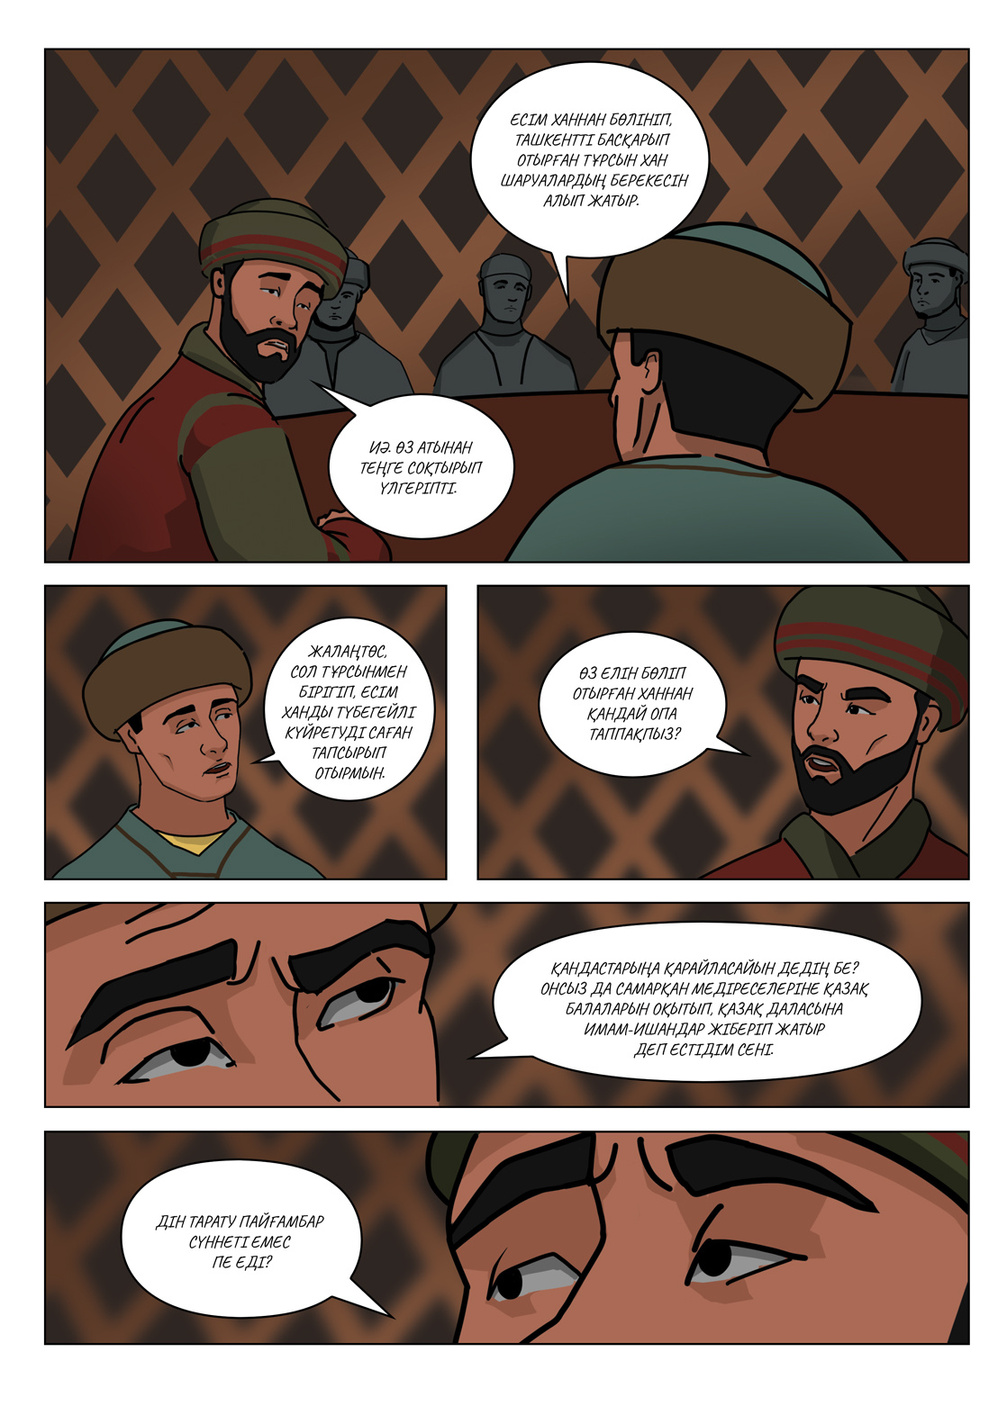 ЕСІМ ХАННАН БӨЛІНІП,
ТАШКЕНТТІ БАСҚАРЫП
ОТЫРҒАН ТҰРСЫН ХАН
ШАРУАЛАРДЫҢ БЕРЕКЕСІН
АЛЫП ЖАТЫР.
ИӘ. ӨЗ АТЫНАН
ТЕҢГЕ СОҚТЫРЫП
ҮЛГЕРІПТІ.
ЖАЛАҢТӨС,
СОЛ ТҰРСЫНМЕН
БІРІГІП, ЕСІМ
ХАНДЫ ТҮБЕГЕЙЛІ
КҮЙРЕТУДІ САҒАН
ТАПСЫРЫП
ОТЫРМЫН.
ӨЗ ЕЛІН БӨЛІП
ОТЫРҒАН ХАННАН
ҚАНДАЙ ОПА
ТАППАҚПЫЗ?
ҚАНДАСТАРЫҢА ҚАРАЙЛАСАЙЫН ДЕДІҢ БЕ?
ОНСЫЗ ДА САМАРҚАН МЕДІРЕСЕЛЕРІНЕ ҚАЗАҚ
БАЛАЛАРЫН ОҚЫТЫП, ҚАЗАҚ ДАЛАСЫНА
ИМАМ-ИШАНДАР ЖІБЕРІП ЖАТЫР
ДЕП ЕСТІДІМ СЕНІ.
ДІН ТАРАТУ ПАЙҒАМБАР
СҮННЕТІ ЕМЕС
ПЕ ЕДІ?